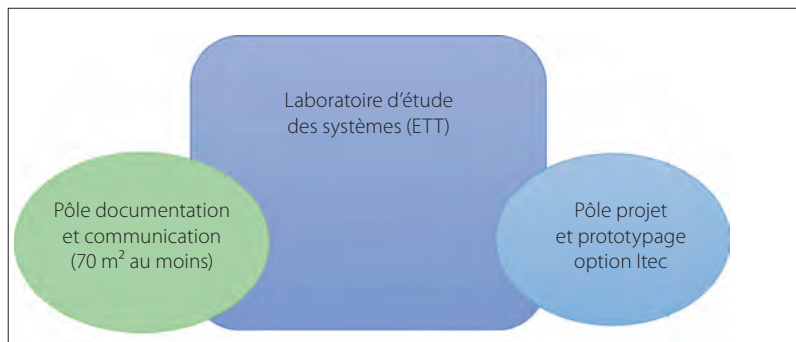 Laboratoire d’étude
des systèmes (ETT)
Pôle documentation
et communication
(70 m² au moins)
Pôle projet
et prototypage
option Itec